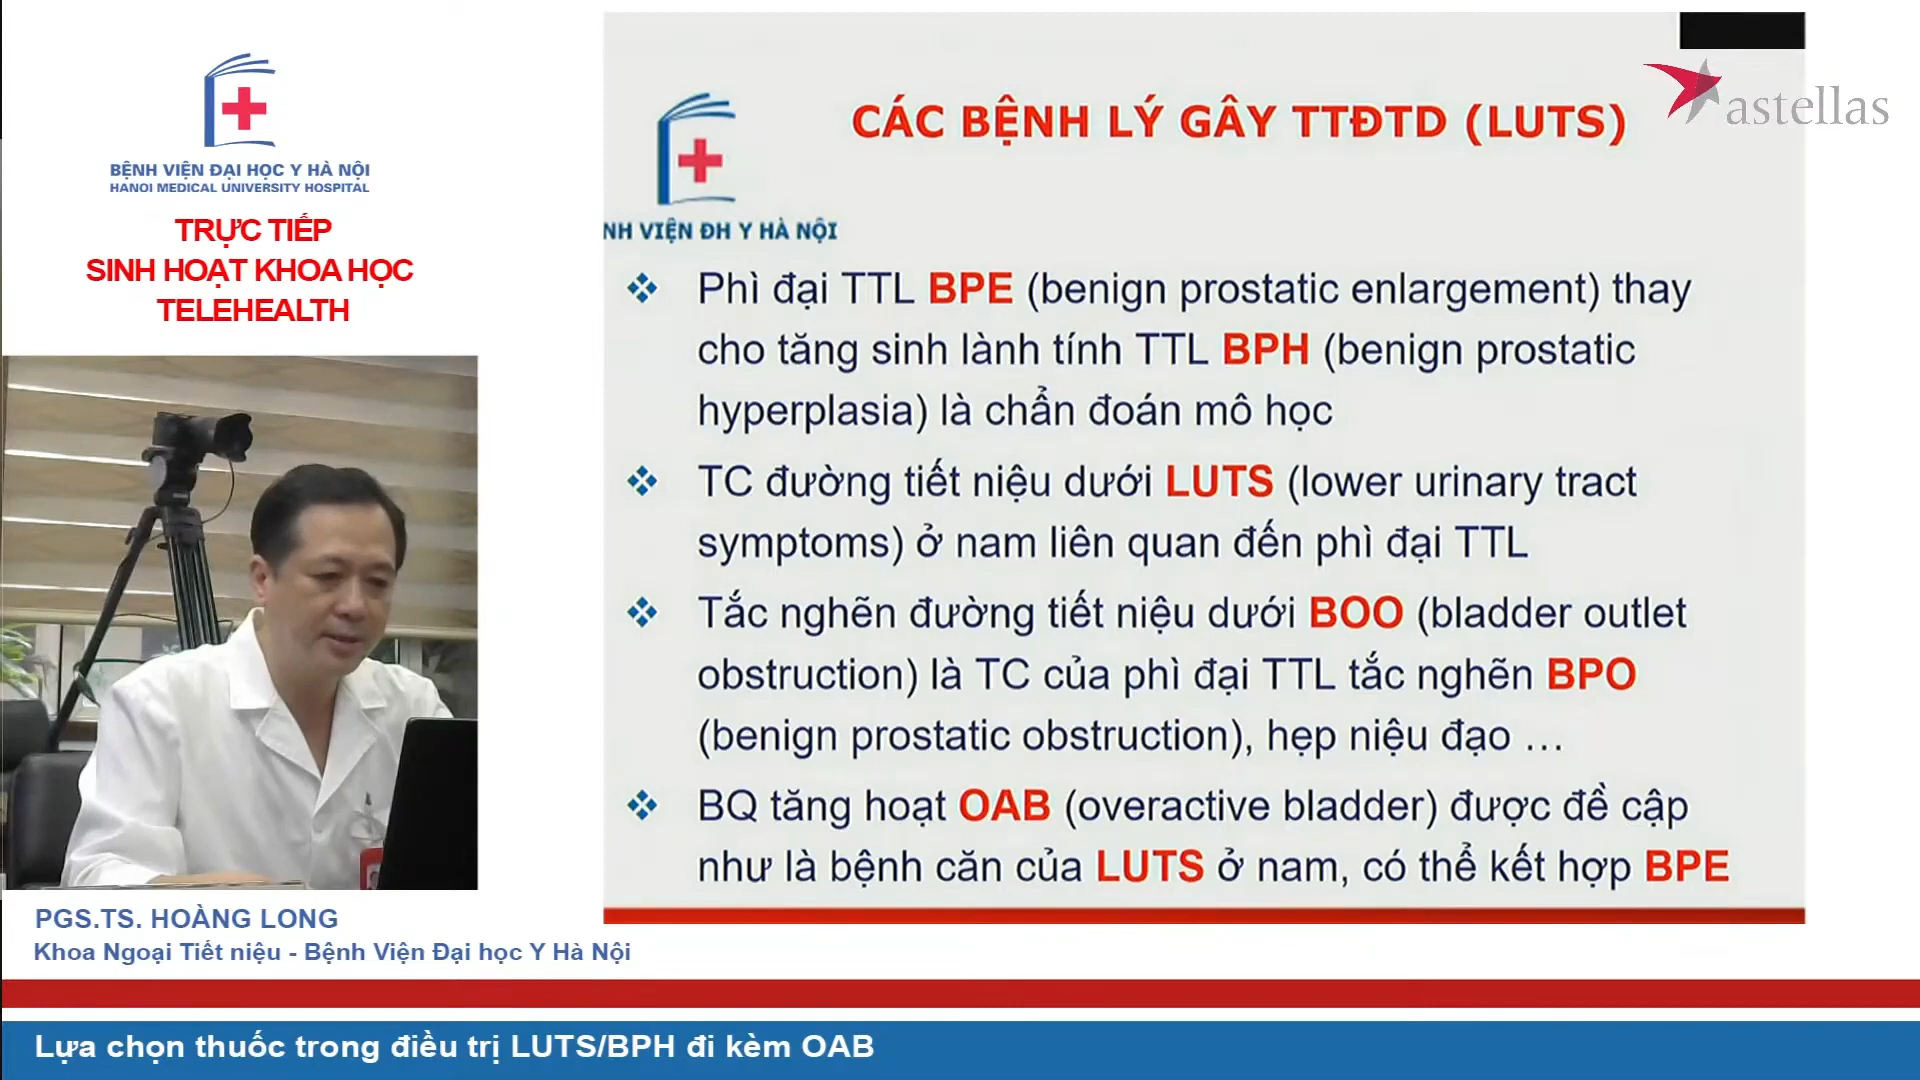 BỆNH VIỆN ĐẠI HỌC Y HÀ NỘI
HANOI MEDICAL UNIVERSITY HOSPITAL
TRỰC TIẾP
SINH HOẠT KHOA HỌC
TELEHEALTH
astellas
CÁC BỆNH LÝ GÂY TTĐTD (LUTS)
NH VIỆN ĐH Y HÀ NỘI
Phì đại TTL BPE (benign prostatic enlargement) thay
cho tăng sinh lành tính TTL BPH (benign prostatic
hyperplasia) là chẩn đoán mô học
TC đường tiết niệu dưới LUTS (lower urinary tract
symptoms) ở nam liên quan đến phì đại TTL
Tắc nghẽn đường tiết niệu dưới BOO (bladder outlet
obstruction) là TC của phì đại TTL tắc nghẽn BPO
(benign prostatic obstruction), hẹp niệu đạo …
BQ tăng hoạt OAB (overactive bladder) được đề cập
như là bệnh căn của LUTS ở nam, có thể kết hợp BPE
PGS.TS. HOÀNG LONG
Khoa Ngoại Tiết niệu - Bệnh Viện Đại học Y Hà Nội
Lựa chọn thuốc trong điều trị LUTS/BPH đi kèm OAB